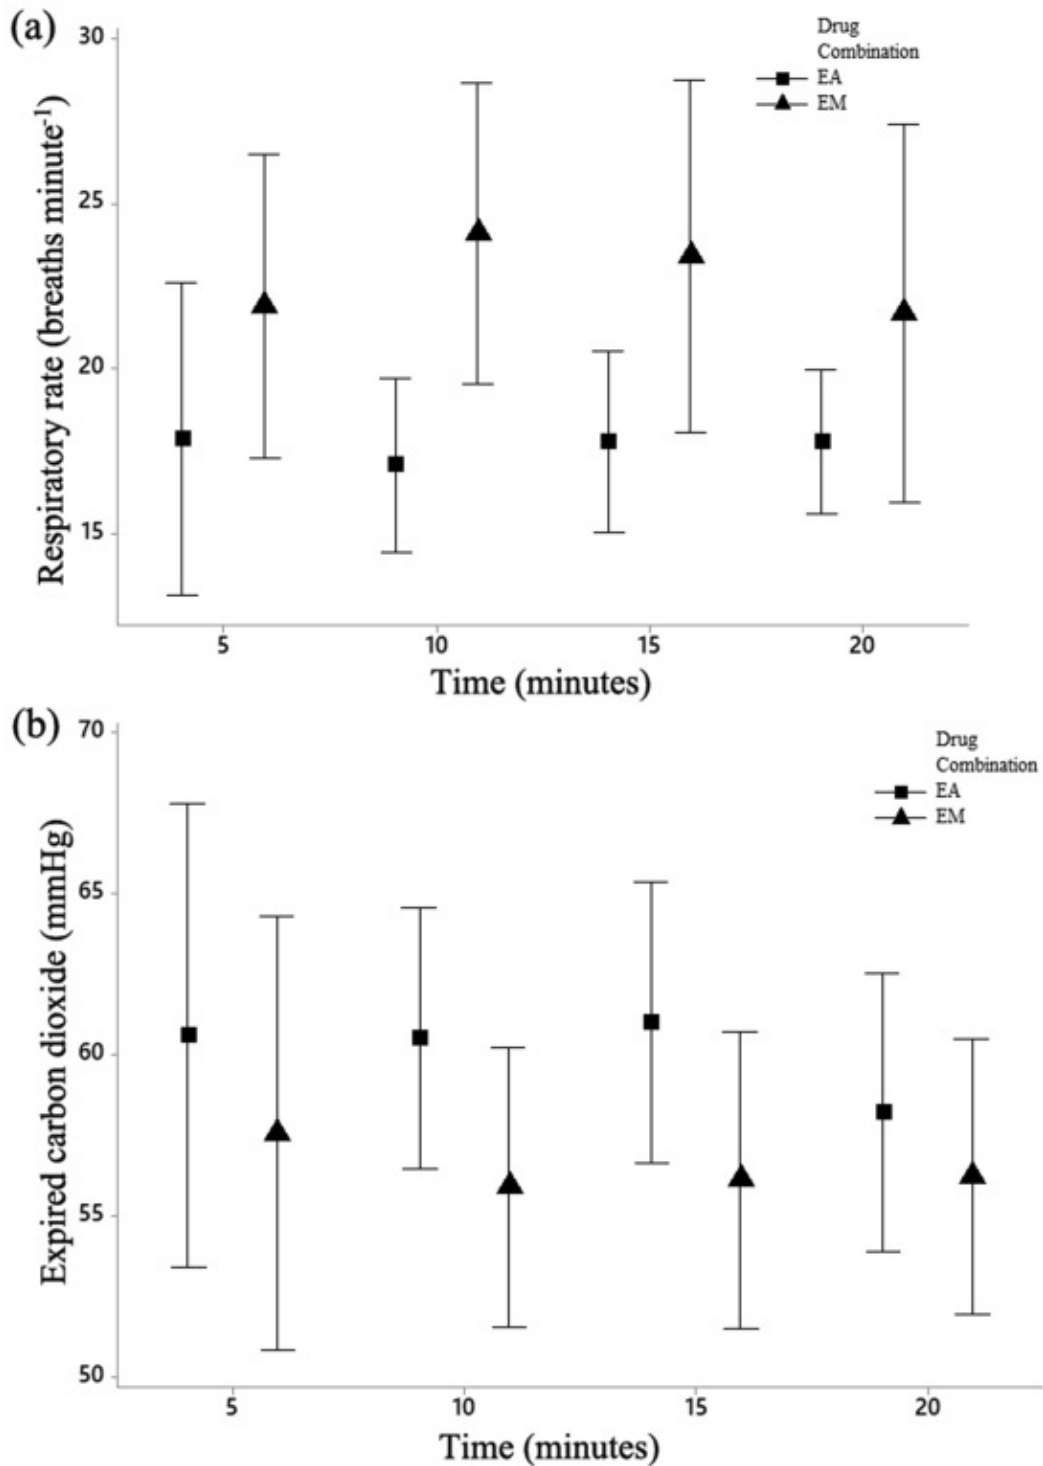 (a)
30
25
20
15
Respiratory rate (breaths minute⁻¹)
Drug
Combination
EA
EM
5 10 15 20
Time (minutes)
(b)
70
65
60
55
50
Expired carbon dioxide (mmHg)
Drug
Combination
EA
EM
5 10 15 20
Time (minutes)